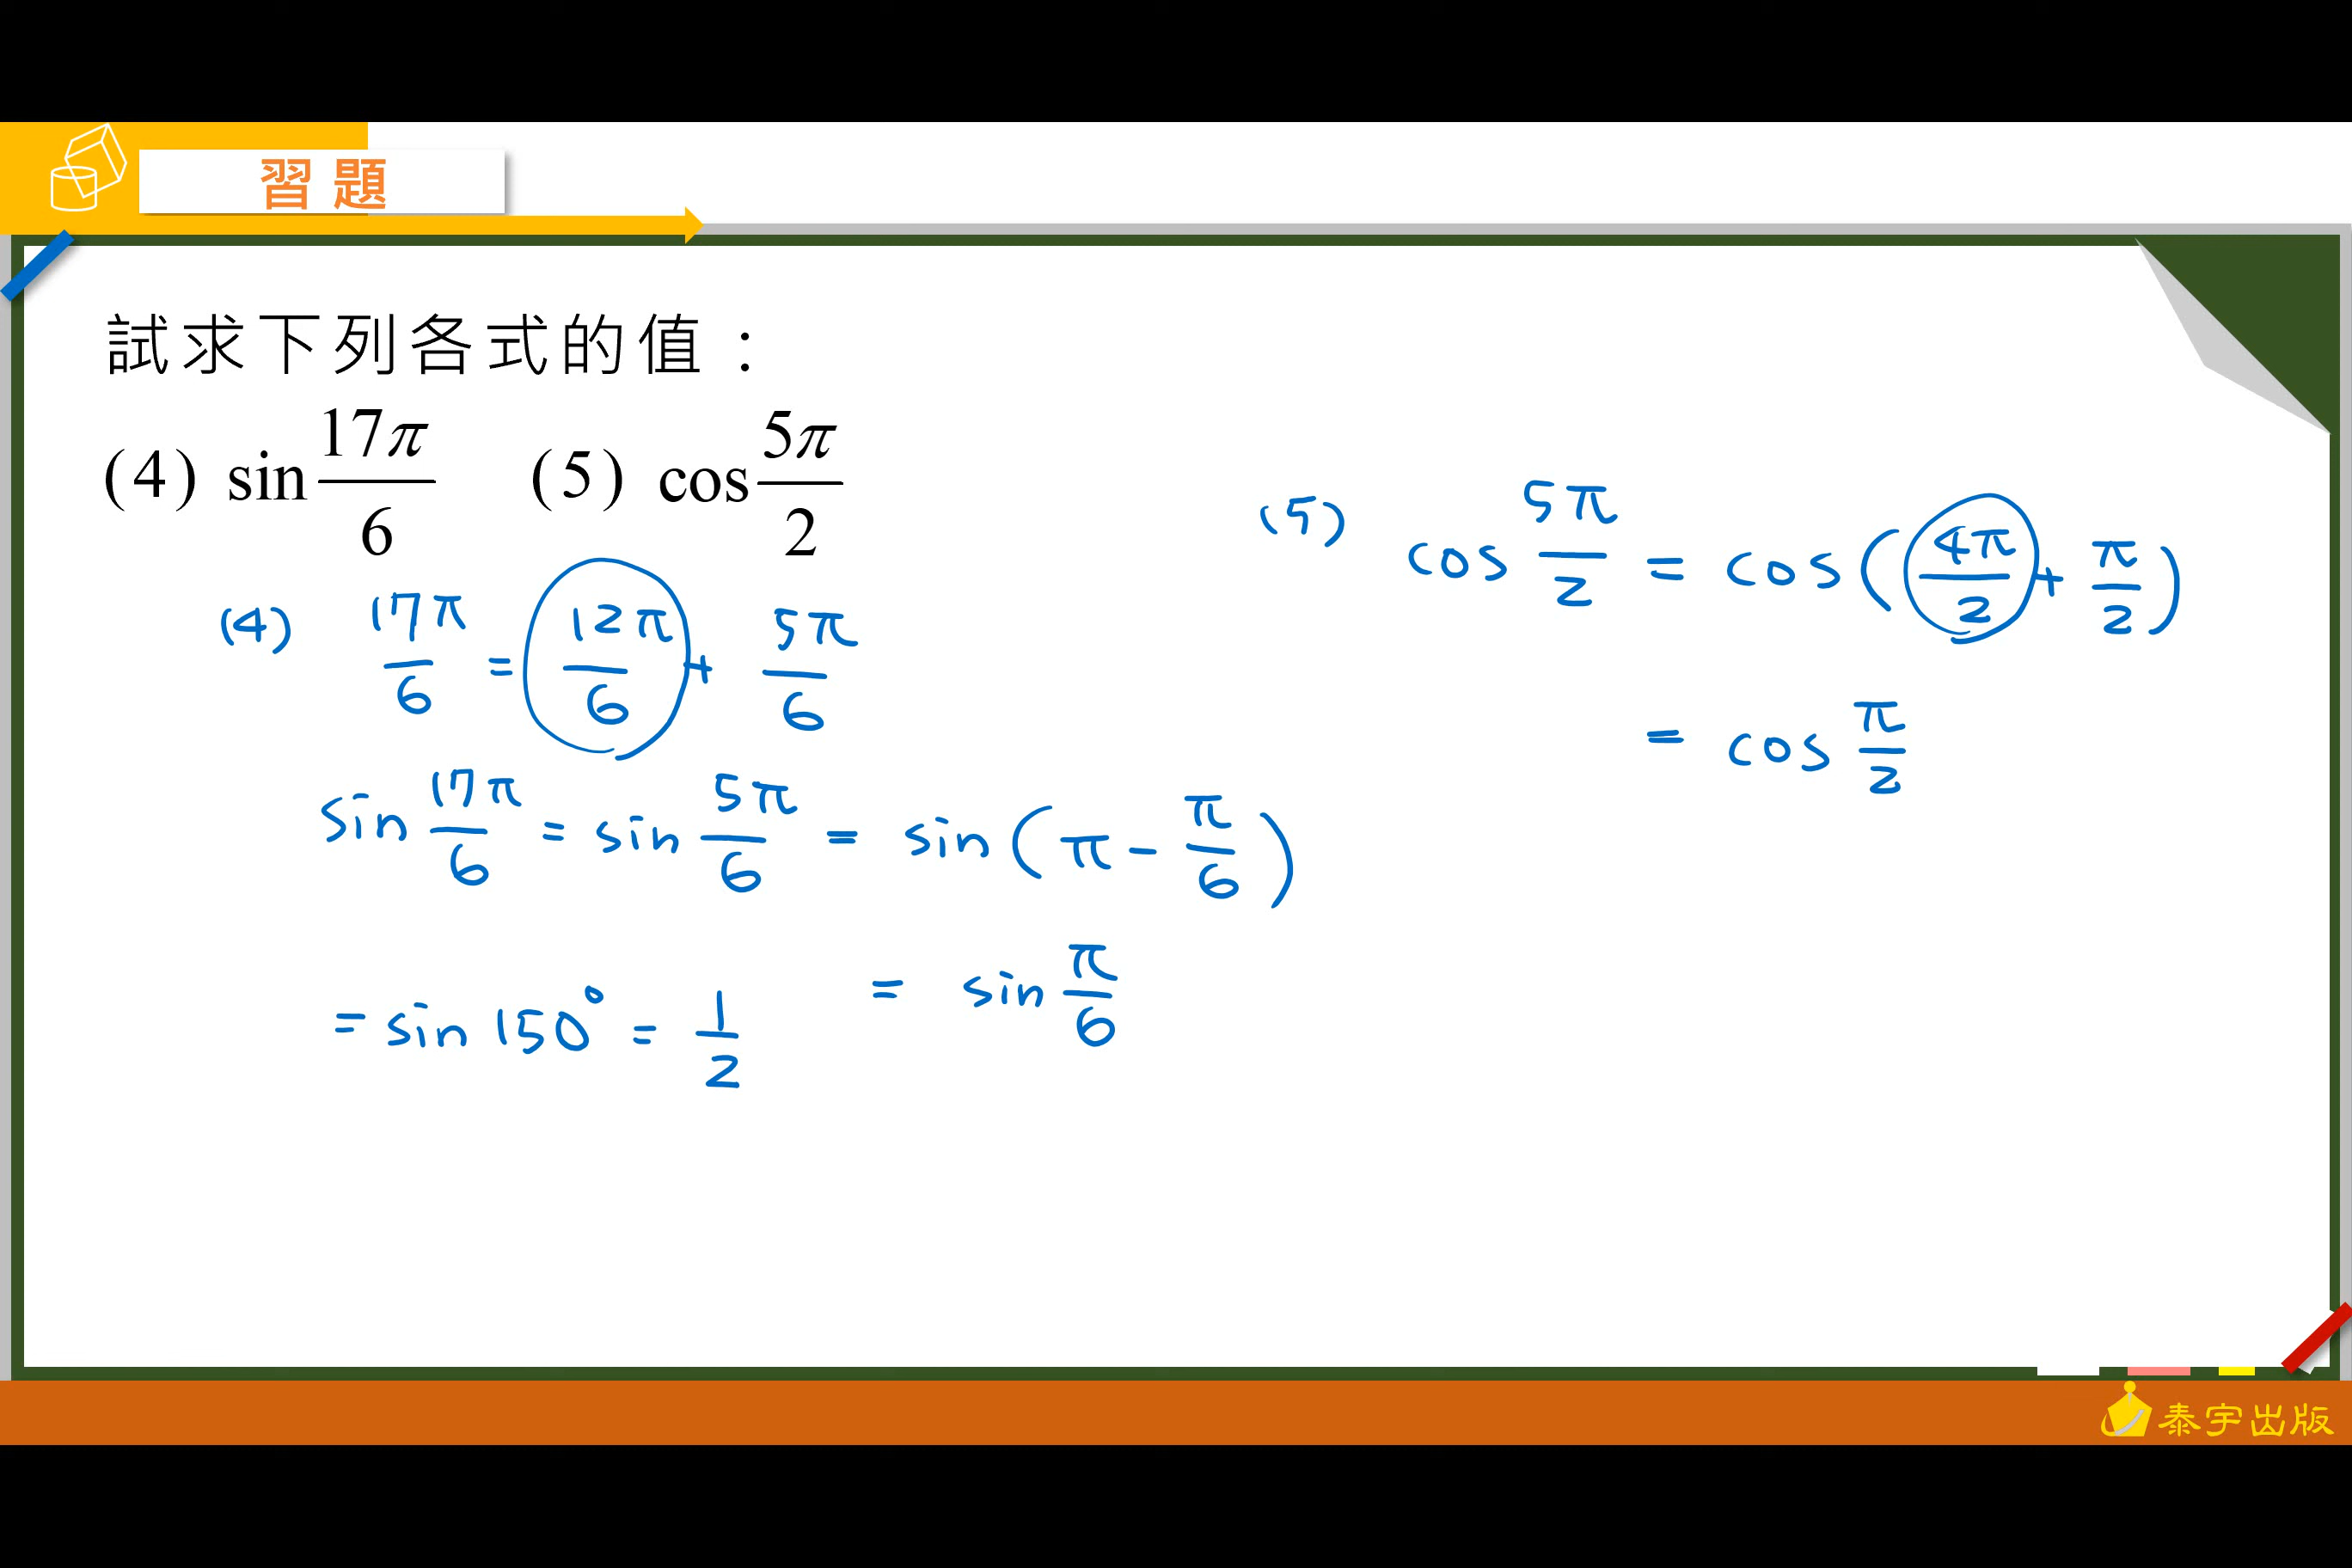 習題
試求下列各式的值：
(4) sin 17π/6 (5) cos 5π/2
(4) 17π/6 = 12π/6 + 5π/6
sin 17π/6 = sin 5π/6 = sin (π − π/6)
= sin 150° = 1/2 = sin π/6
(5) cos 5π/2 = cos (4π/2 + π/2)
= cos π/2
泰宇出版